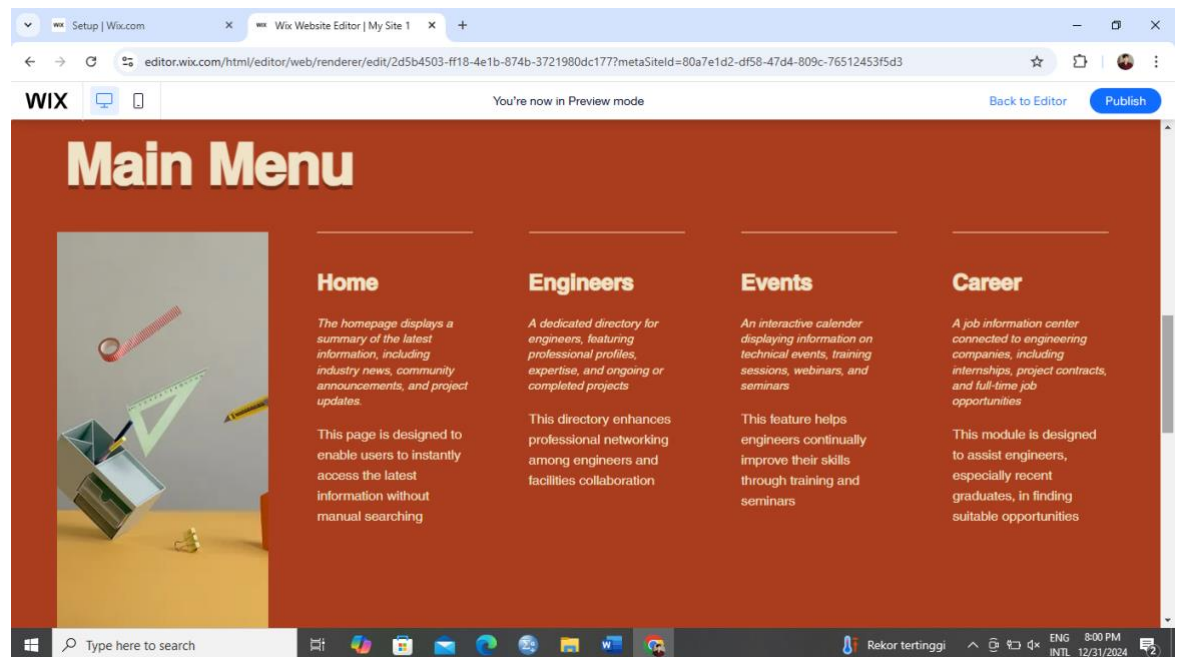 Setup | Wix.com
Wix Website Editor | My Site 1
editor.wix.com/html/editor/web/renderer/edit/2d5b4503-ff18-4e1b-874b-3721980dc177?metaSiteId=80a7e1d2-df58-47d4-809c-76512453f5d3
WIX
You're now in Preview mode
Back to Editor
Publish
Main Menu
Home
The homepage displays a
summary of the latest
information, including
industry news, community
announcements, and project
updates.
This page is designed to
enable users to instantly
access the latest
information without
manual searching
Engineers
A dedicated directory for
engineers, featuring
professional profiles,
expertise, and ongoing or
completed projects
This directory enhances
professional networking
among engineers and
facilities collaboration
Events
An interactive calender
displaying information on
technical events, training
sessions, webinars, and
seminars
This feature helps
engineers continually
improve their skills
through training and
seminars
Career
A job information center
connected to engineering
companies, including
internships, project contracts,
and full-time job
opportunities
This module is designed
to assist engineers,
especially recent
graduates, in finding
suitable opportunities
Type here to search
Rekor tertinggi
ENG
INTL
8:00 PM
12/31/2024
2